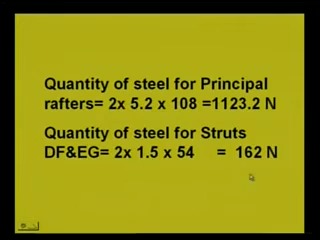 Quantity of steel for Principal
rafters= 2x 5.2 x 108 =1123.2 N
Quantity of steel for Struts
DF&EG= 2x 1.5 x 54 = 162 N